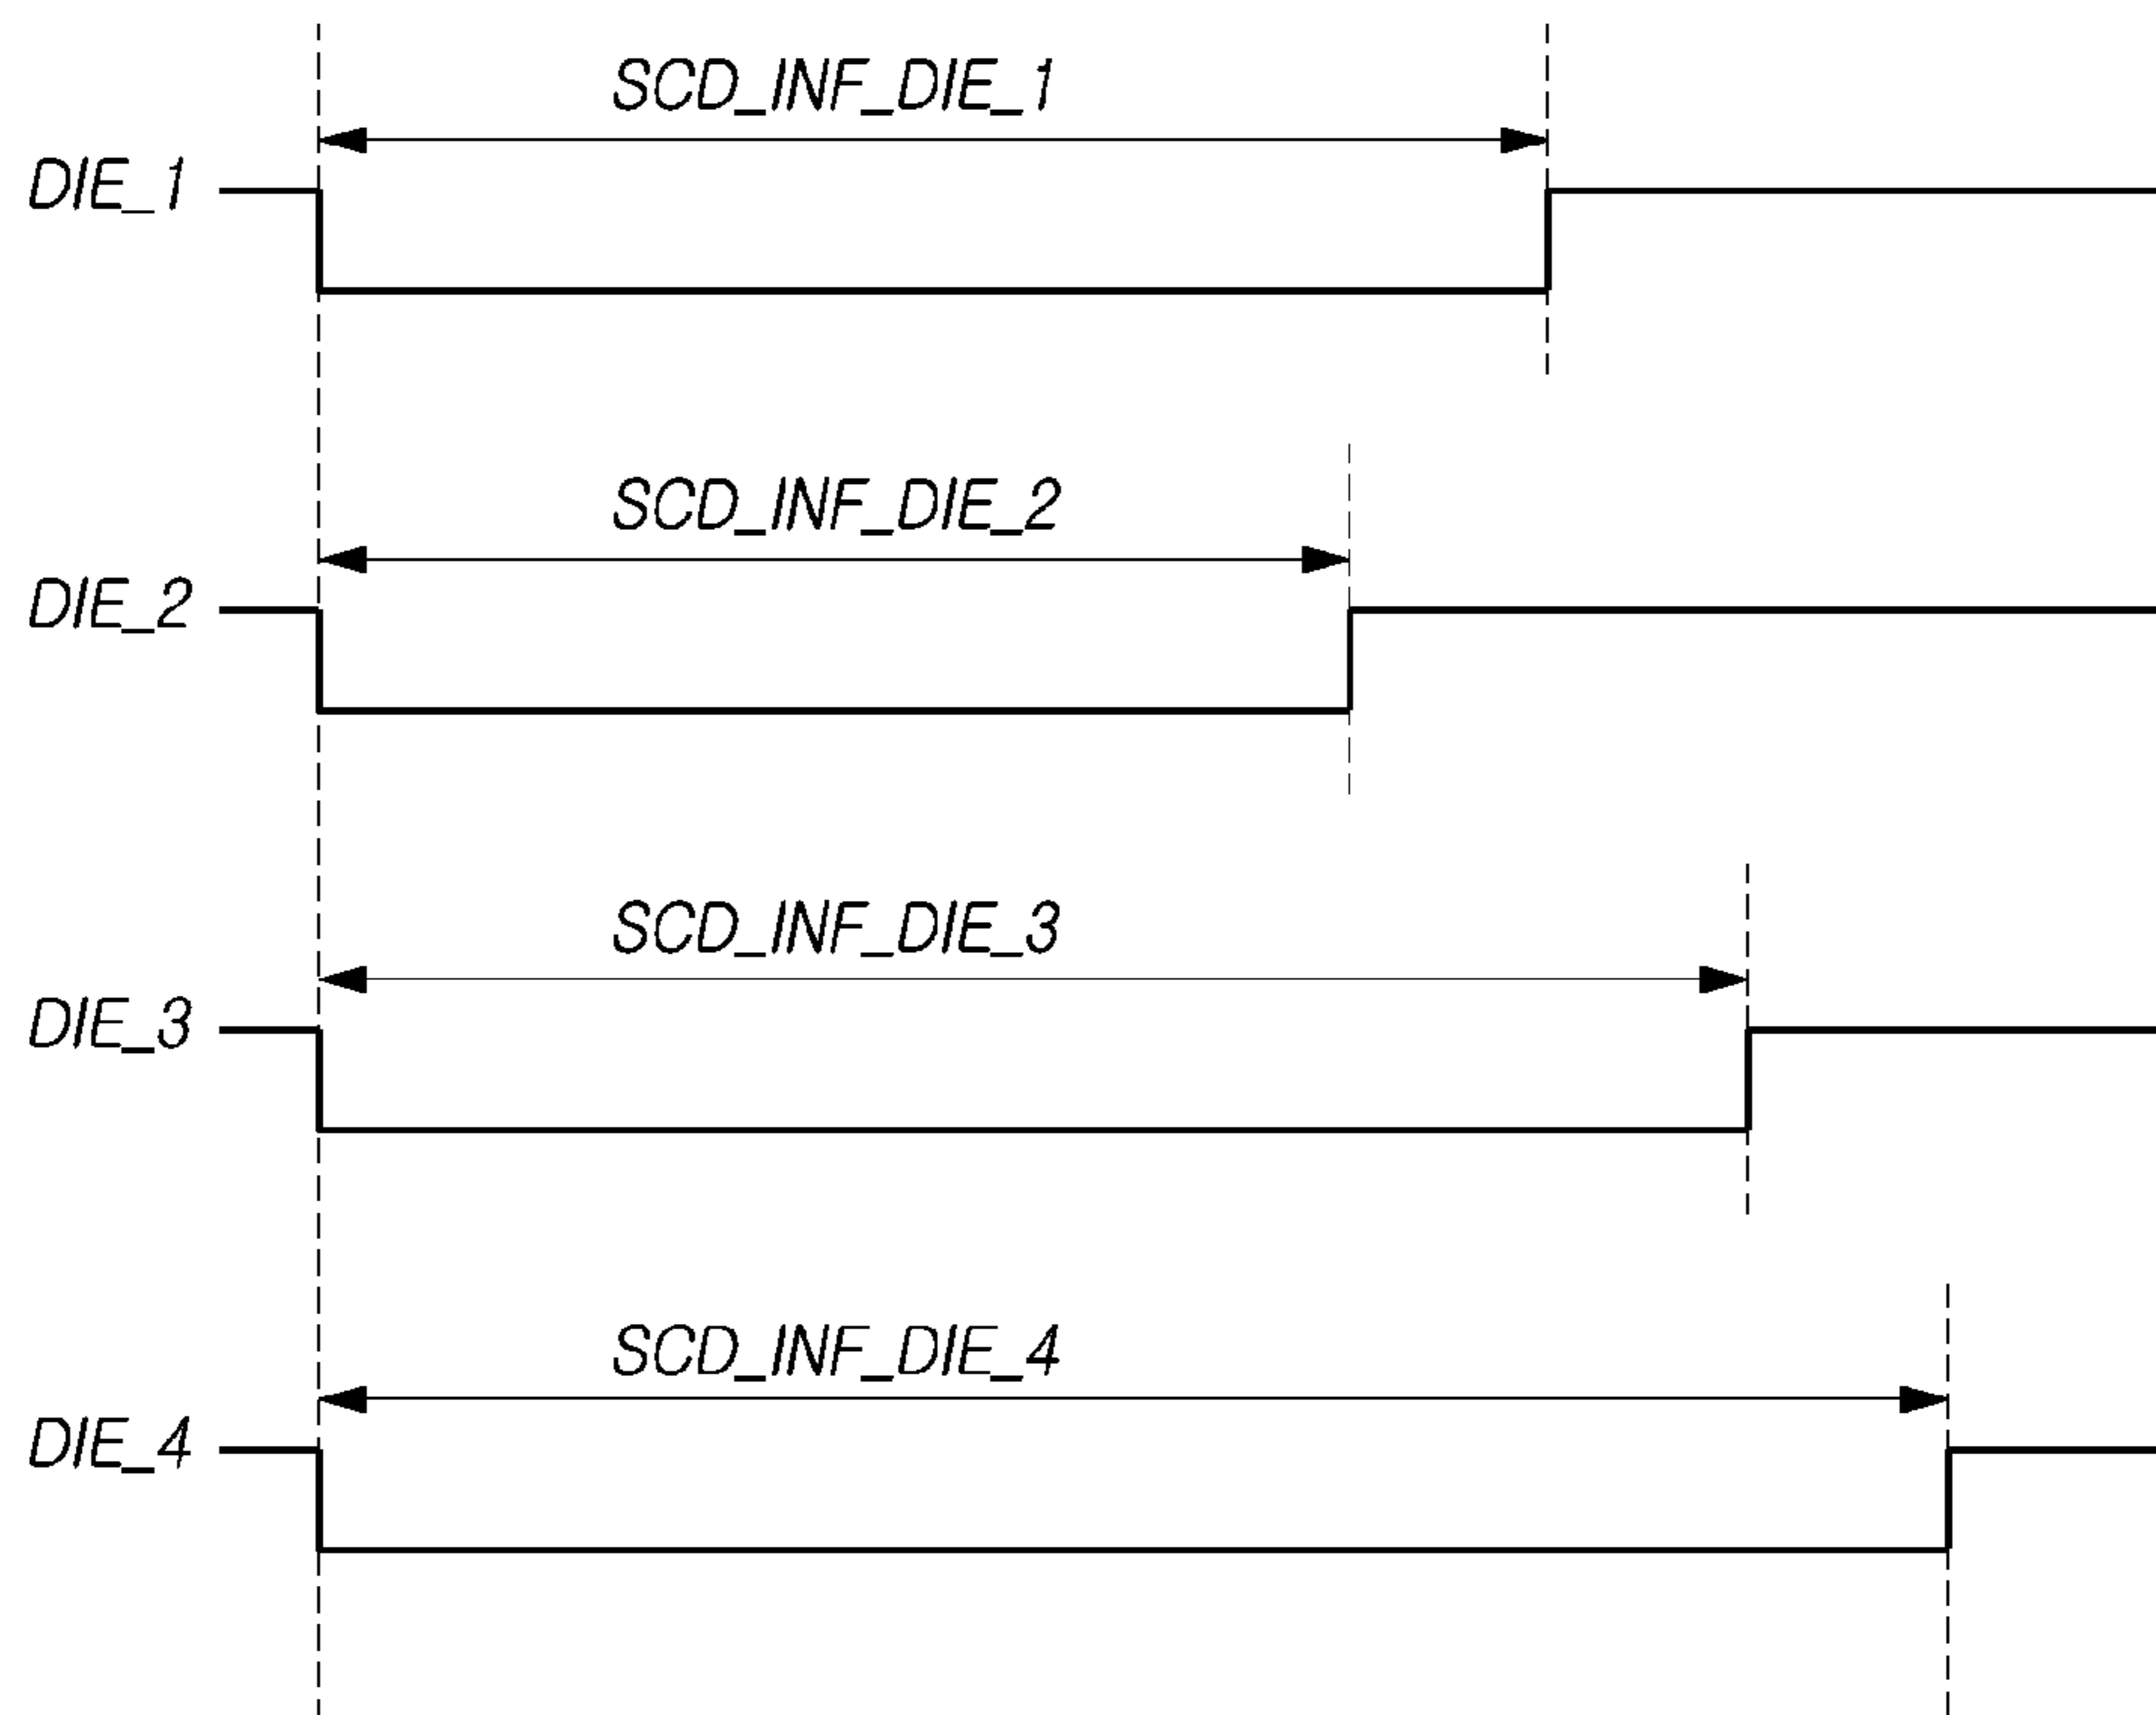 SCD_INF_DIE_1
DIE_1
SCD_INF_DIE_2
DIE_2
SCD_INF_DIE_3
DIE_3
SCD_INF_DIE_4
DIE_4